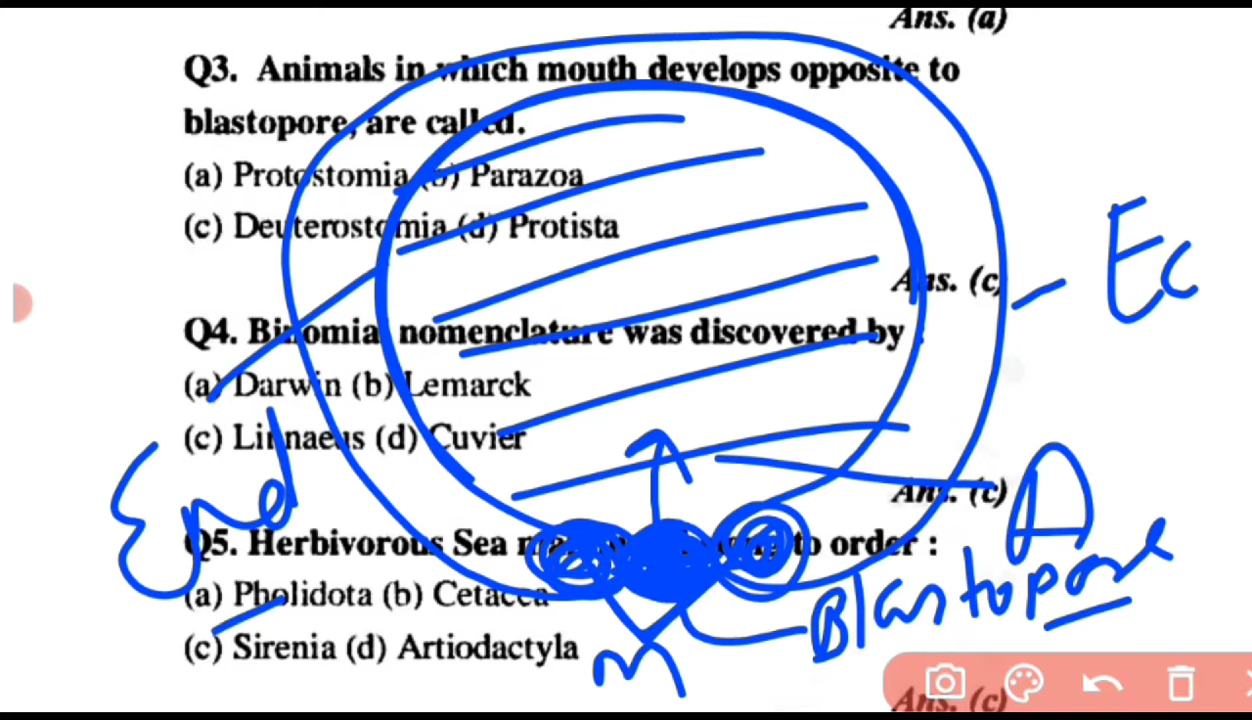 Ans. (a)
Q3. Animals in which mouth develops opposite to
blastopore, are called.
(a) Protostomia (b) Parazoa
(c) Deuterostomia (d) Protista
Ans. (c)
Ec
Q4. Binomial nomenclature was discovered by :
(a) Darwin (b) Lemarck
(c) Linnaeus (d) Cuvier
End
Ans. (c)
A
Q5. Herbivorous Sea to order :
(a) Pholidota (b) Cetacea
Blastopore
(c) Sirenia (d) Artiodactyla
M
Ans. (c)